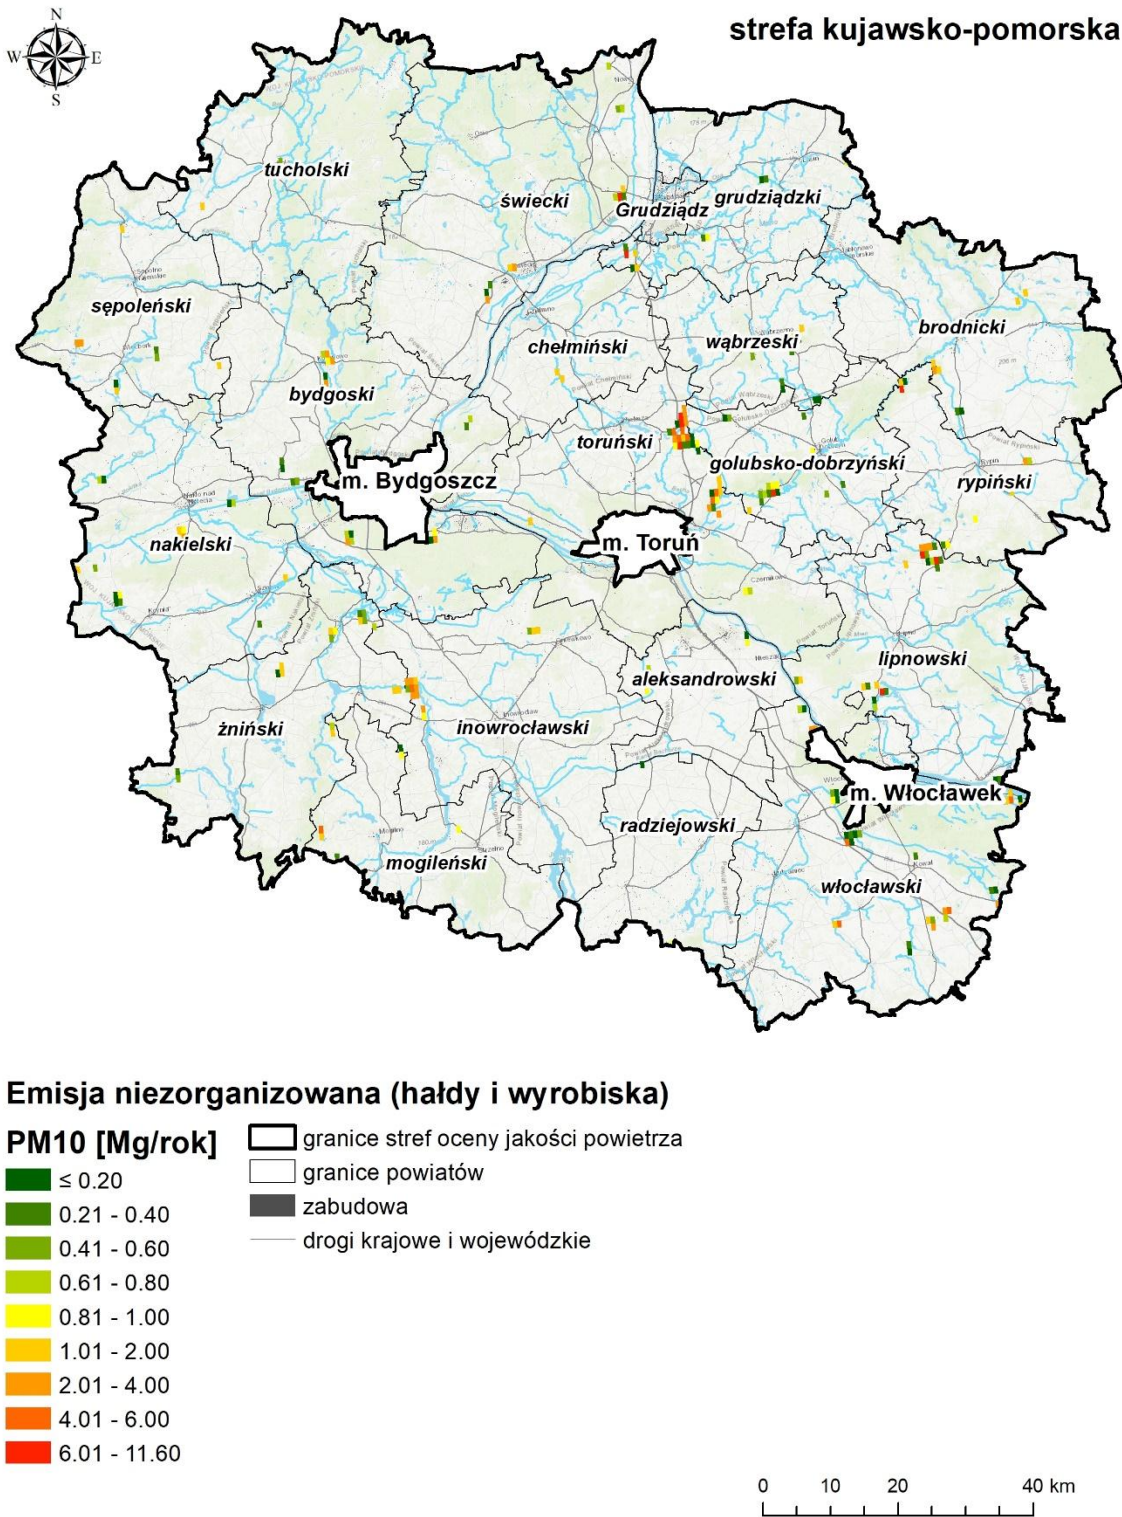 N
strefa kujawsko-pomorska
W E
S
tucholski
świecki
grudziądzki
Grudziądz
sępoleński
brodnicki
chełmiński
wąbrzeski
bydgoski
toruński
golubsko-dobrzyński
rypiński
m. Bydgoszcz
nakielski
m. Toruń
Czernikowo
lipnowski
aleksandrowski
żniński
inowrocławski
m. Włocławek
radziejowski
mogileński
Strzelno
Kowal
włocławski
Emisja niezorganizowana (hałdy i wyrobiska)
PM10 [Mg/rok]
≤ 0.20
0.21 - 0.40
0.41 - 0.60
0.61 - 0.80
0.81 - 1.00
1.01 - 2.00
2.01 - 4.00
4.01 - 6.00
6.01 - 11.60
granice stref oceny jakości powietrza
granice powiatów
zabudowa
drogi krajowe i wojewódzkie
0 10 20 40 km